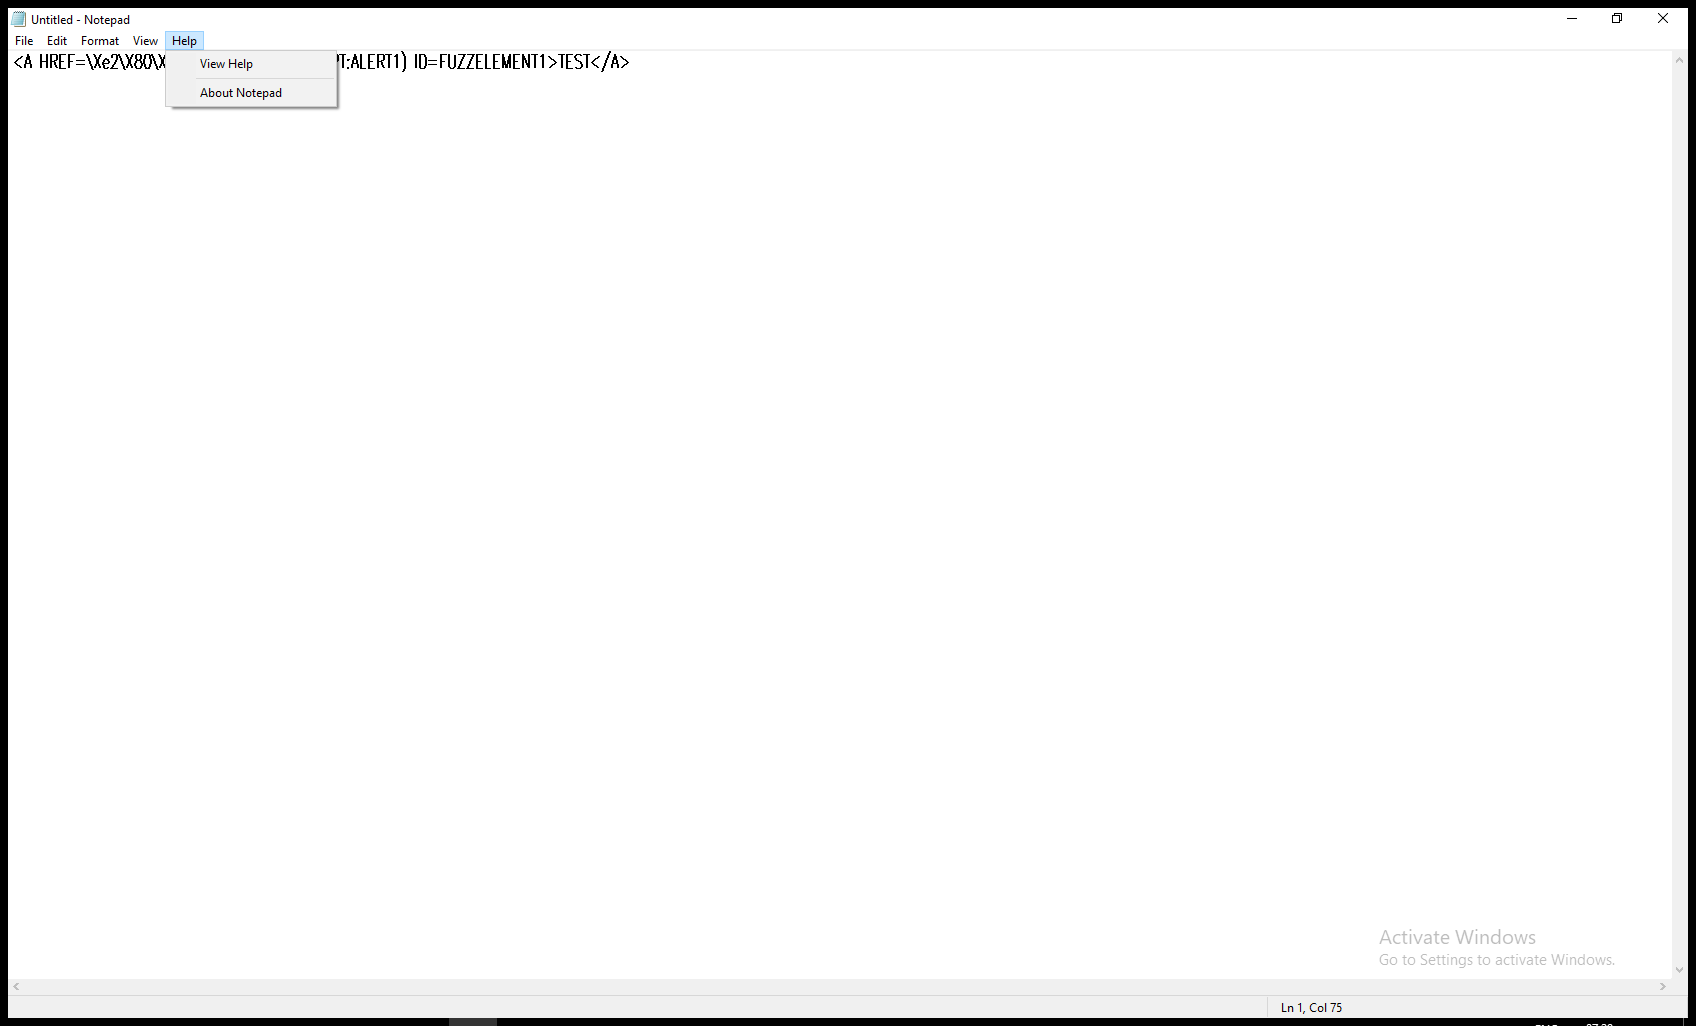 Untitled - Notepad
File Edit Format View Help
<A HREF=\Xe2\X80\X PT:ALERT1) ID=FUZZELEMENT1>TEST</A>
View Help
About Notepad
Activate Windows
Go to Settings to activate Windows.
Ln 1, Col 75